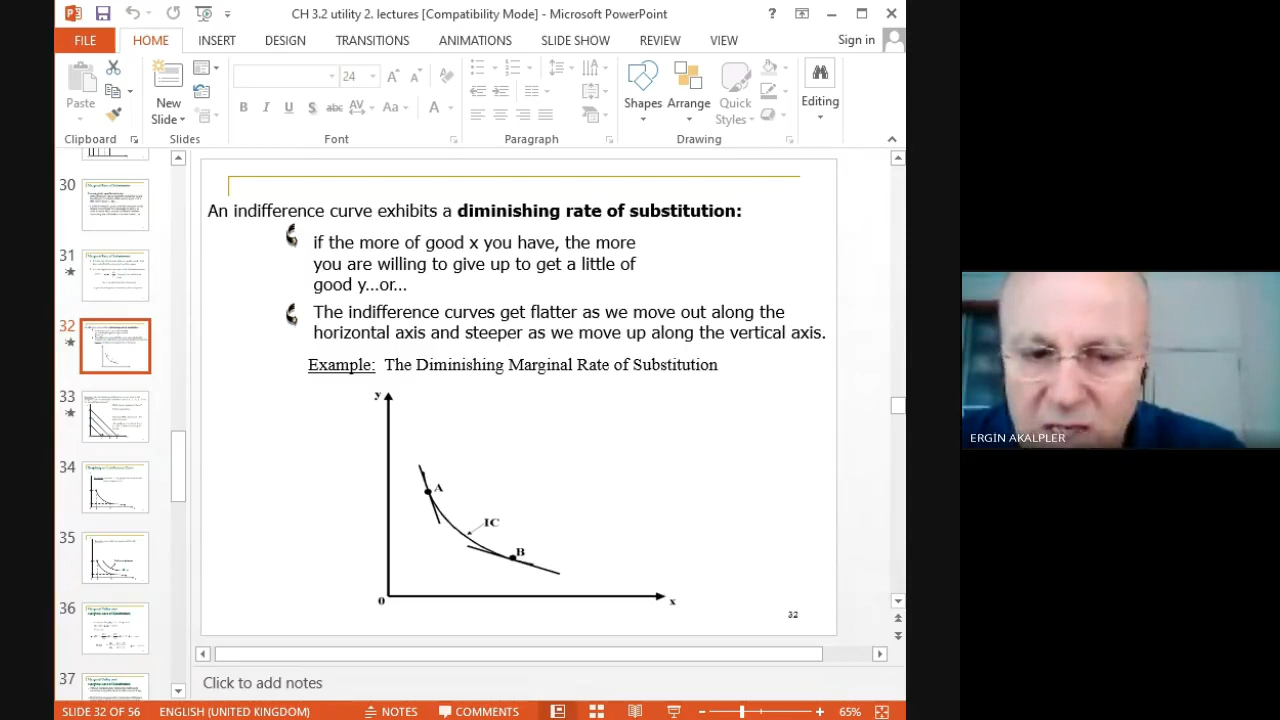 CH 3.2 utility 2. lectures [Compatibility Mode] - Microsoft PowerPoint
FILE HOME INSERT DESIGN TRANSITIONS ANIMATIONS SLIDE SHOW REVIEW VIEW Sign in
24
Paste
New
Slide
B I U S abc AV Aa A
Shapes Arrange Quick
Styles
Editing
Clipboard Slides Font Paragraph Drawing
30
31
32
33
34
35
36
37
An indifference curve exhibits a diminishing rate of substitution:
if the more of good x you have, the more
you are willing to give up to get a little of
good y…or…
The indifference curves get flatter as we move out along the
horizontal axis and steeper as we move up along the vertical axis.
Example: The Diminishing Marginal Rate of Substitution
y
A
IC
B
0
x
32
Click to add notes
SLIDE 32 OF 56 ENGLISH (UNITED KINGDOM) NOTES COMMENTS 65%
ERGİN AKALPLER